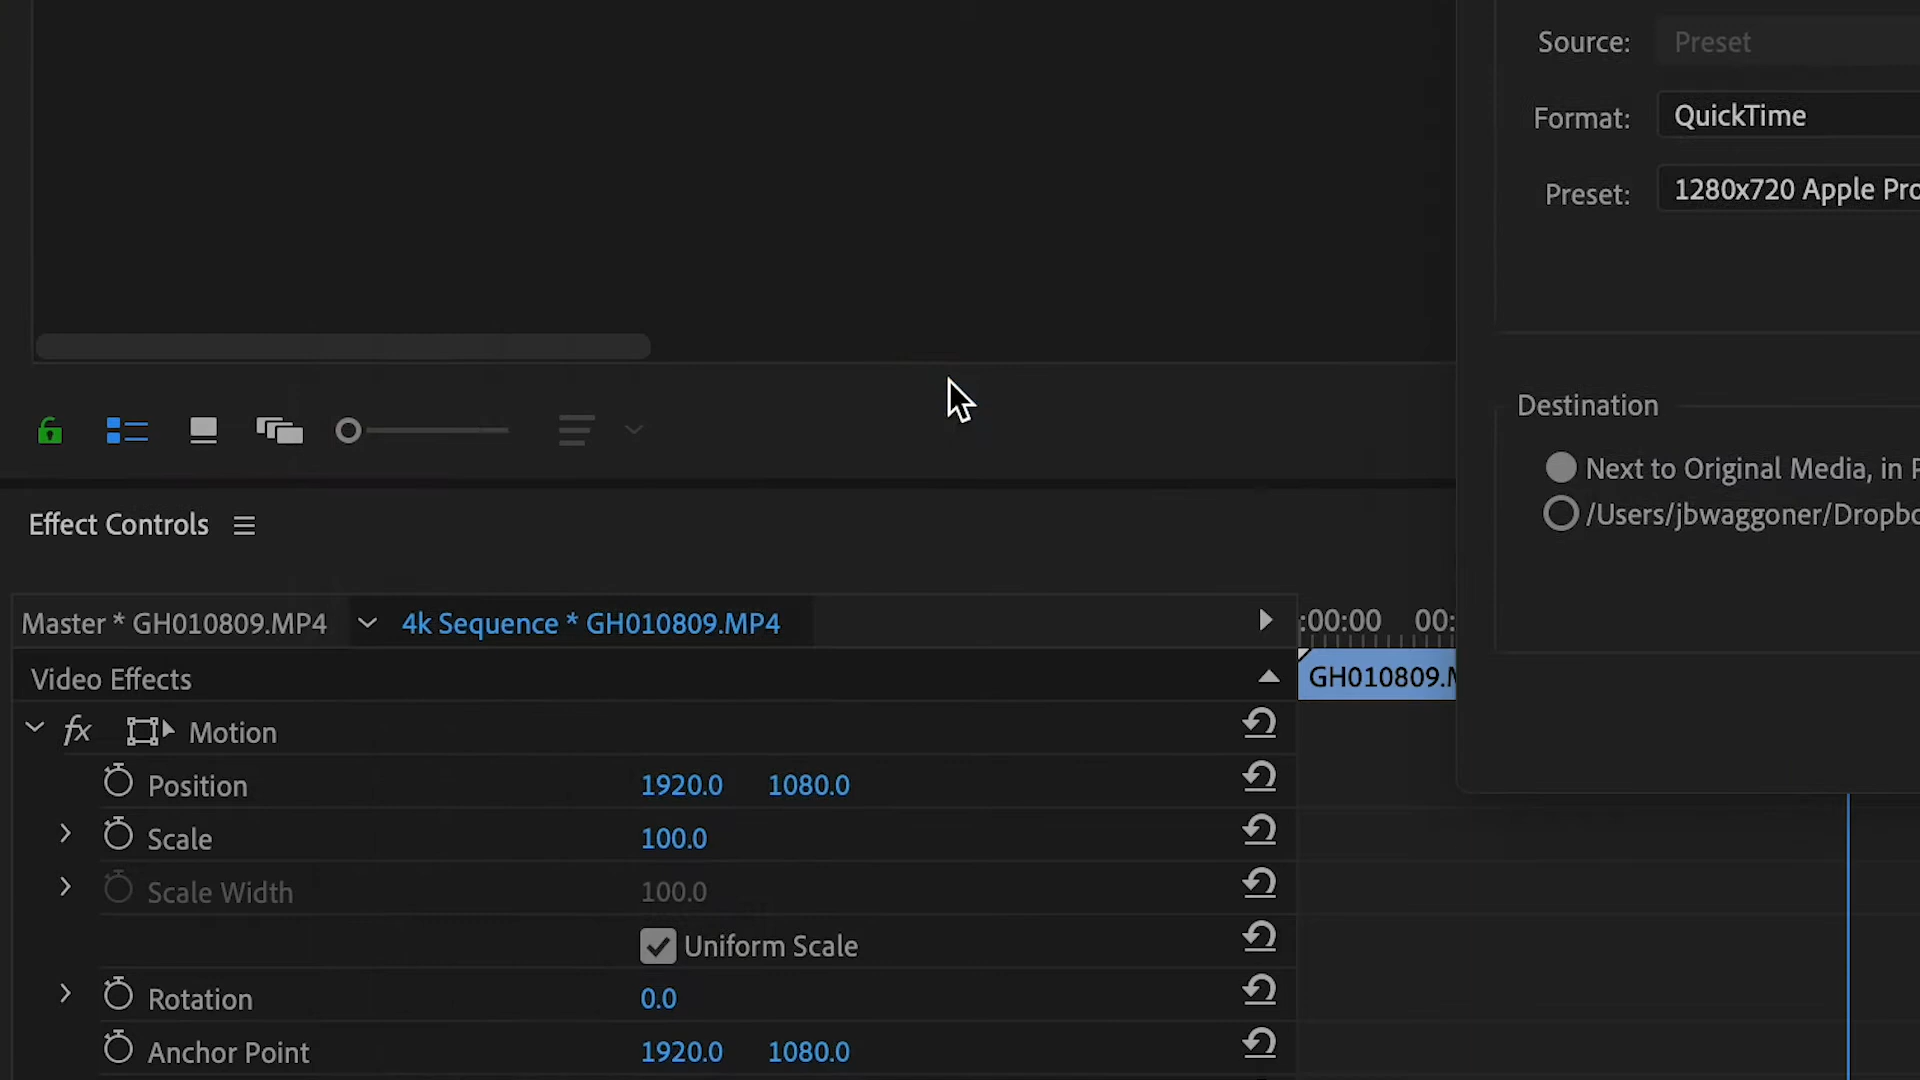 Source: Preset
Format: QuickTime
Preset: 1280x720 Apple Pro
Destination
Next to Original Media, in P
/Users/jbwaggoner/Dropbo
Effect Controls
Master * GH010809.MP4 4k Sequence * GH010809.MP4 :00:00 00:
Video Effects GH010809.M
fx Motion
Position 1920.0 1080.0
Scale 100.0
Scale Width 100.0
Uniform Scale
Rotation 0.0
Anchor Point 1920.0 1080.0